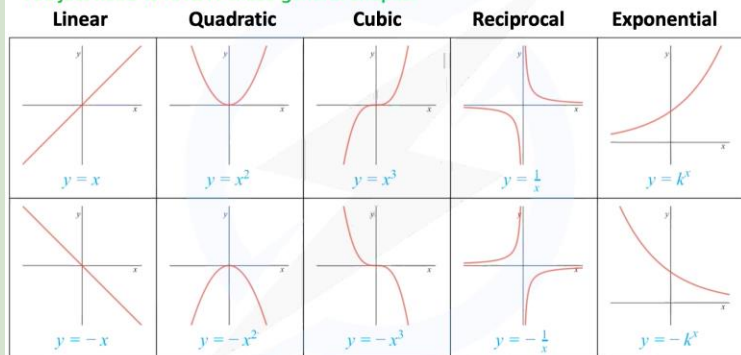 Linear Quadratic Cubic Reciprocal Exponential
y y y y y
x x x x x
y = x y = x² y = x³ y = 1/x y = kˣ
y y y y y
x x x x x
y = − x y = − x² y = − x³ y = − 1/x y = − kˣ